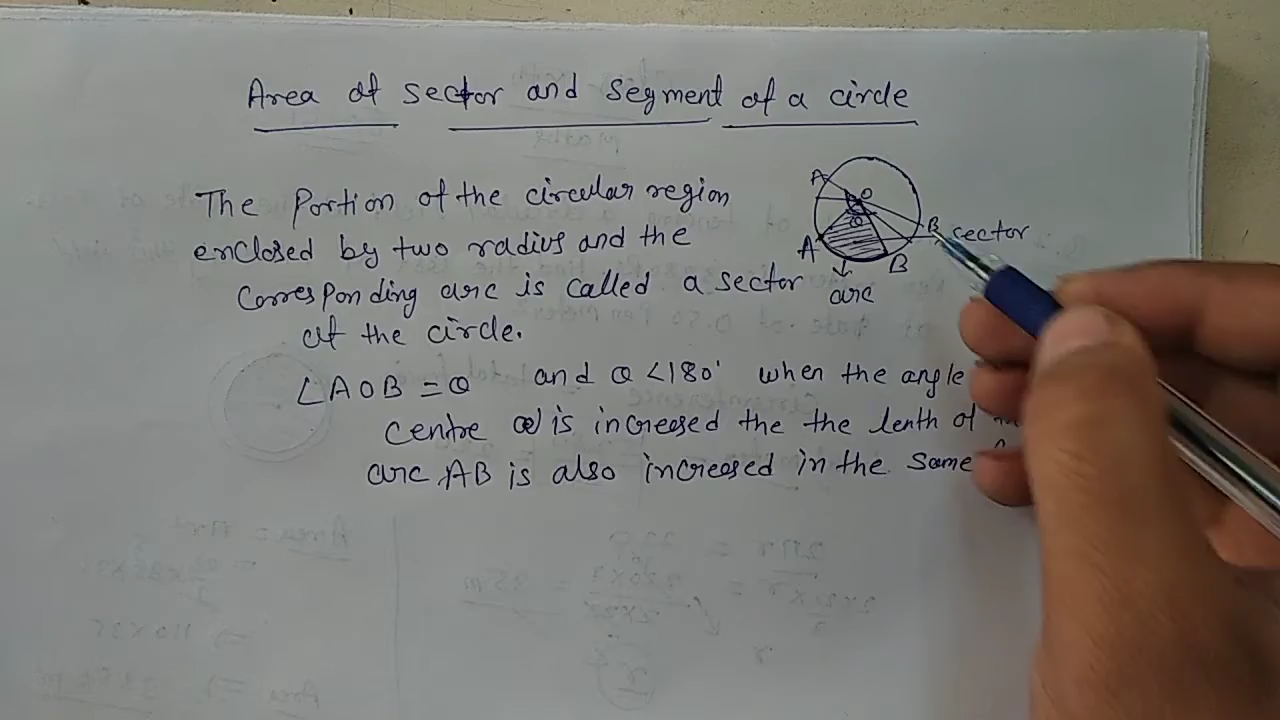 Area of sector and segment of a circle
The Portion of the circular region
enclosed by two radius and the
corresponding arc is called a sector
of the circle.
∠AOB = θ and θ <180° when the angle
centre θ is increesed the the lenth of
arc AB is also increesed in the same
A
O
θ
B
A
B
sector
arc